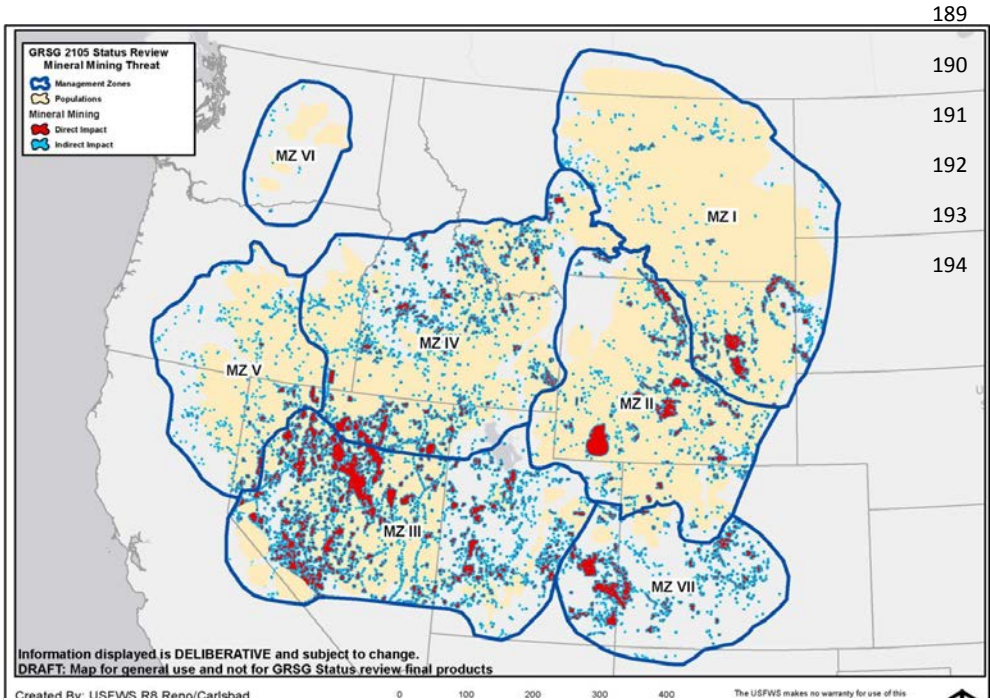 189
GRSG 2105 Status Review
Mineral Mining Threat
Management Zones
Populations
Mineral Mining
Direct Impact
Indirect Impact
190
191
192
193
194
MZ VI
MZ I
MZ IV
MZ V
MZ II
MZ III
MZ VII
Information displayed is DELIBERATIVE and subject to change.
DRAFT: Map for general use and not for GRSG Status review final products
Created By: USFWS R8 Reno/Carlsbad
0 100 200 300 400
The USFWS makes no warranty for use of this